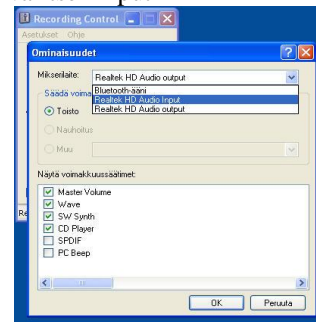 Recording Control
Asetukset Ohje
Ominaisuudet
Mikserilaite: Realtek HD Audio output
Bluetooth-ääni
Realtek HD Audio Input
Realtek HD Audio output
Säädä voima
Toisto
Nauhoitus
Muu
Näytä voimakkuussäätimet:
Master Volume
Wave
SW Synth
CD Player
SPDIF
PC Beep
Re
OK Peruuta